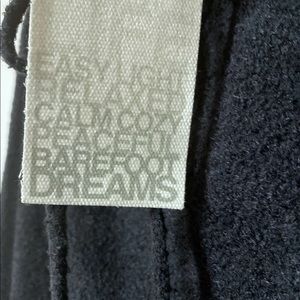 EASY LIGHT
RELAXED
CALM COZY
PEACEFUL
BAREFOOT
DREAMS